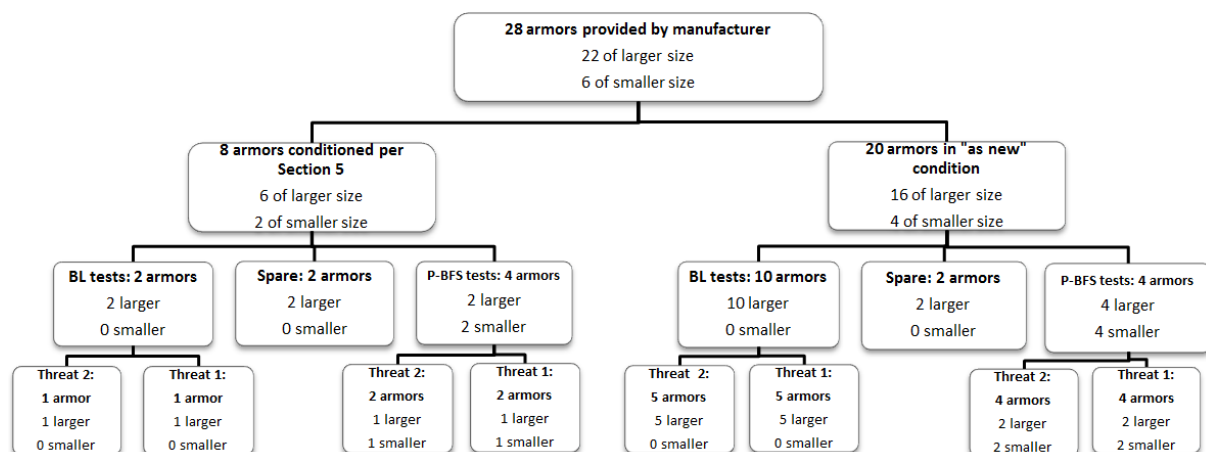 28 armors provided by manufacturer
22 of larger size
6 of smaller size
8 armors conditioned per
Section 5
6 of larger size
2 of smaller size
20 armors in "as new"
condition
16 of larger size
4 of smaller size
BL tests: 2 armors
2 larger
0 smaller
Spare: 2 armors
2 larger
0 smaller
P-BFS tests: 4 armors
2 larger
2 smaller
BL tests: 10 armors
10 larger
0 smaller
Spare: 2 armors
2 larger
0 smaller
P-BFS tests: 4 armors
4 larger
4 smaller
Threat 2:
1 armor
1 larger
0 smaller
Threat 1:
1 armor
1 larger
0 smaller
Threat 2:
2 armors
1 larger
1 smaller
Threat 1:
2 armors
1 larger
1 smaller
Threat 2:
5 armors
5 larger
0 smaller
Threat 1:
5 armors
5 larger
0 smaller
Threat 2:
4 armors
2 larger
2 smaller
Threat 1:
4 armors
2 larger
2 smaller